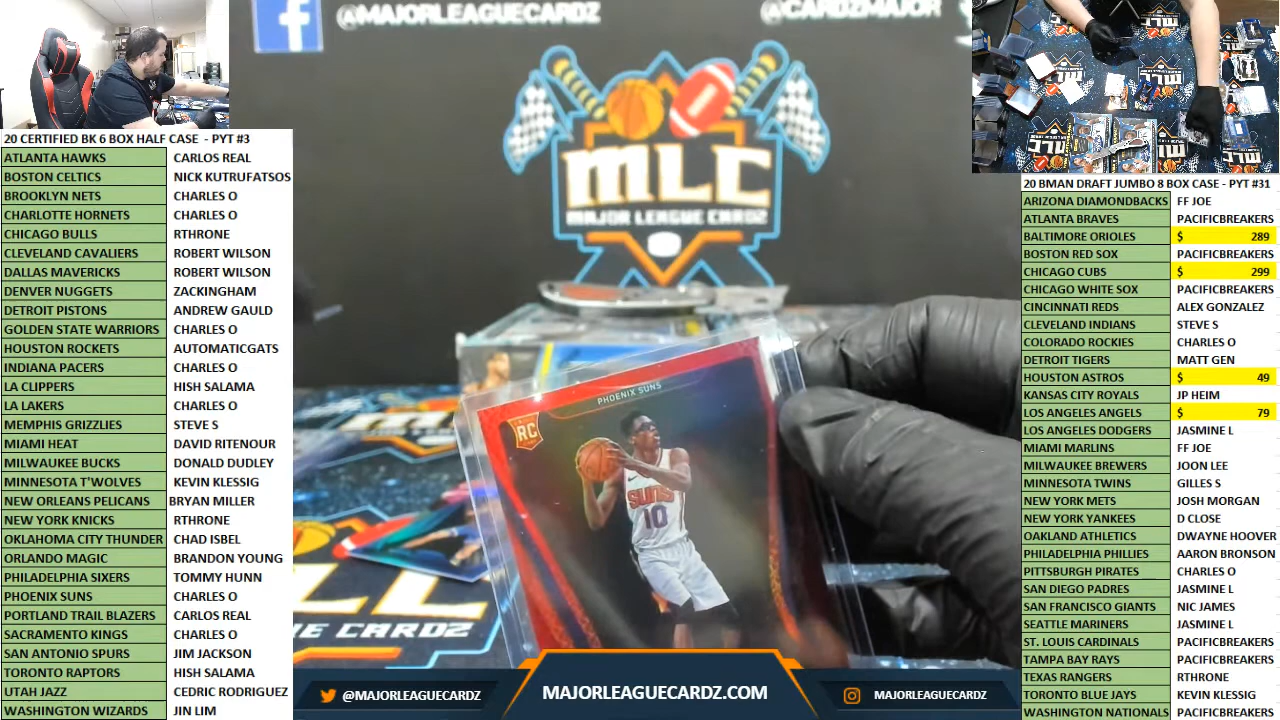 @MAJORLEAGUECARDZ
@CARDZMAJOR
MLC
MAJOR LEAGUE CARDZ
20 CERTIFIED BK 6 BOX HALF CASE - PYT #3
ATLANTA HAWKS CARLOS REAL
BOSTON CELTICS NICK KUTRUFATSOS
BROOKLYN NETS CHARLES O
CHARLOTTE HORNETS CHARLES O
CHICAGO BULLS RTHRONE
CLEVELAND CAVALIERS ROBERT WILSON
DALLAS MAVERICKS ROBERT WILSON
DENVER NUGGETS ZACKINGHAM
DETROIT PISTONS ANDREW GAULD
GOLDEN STATE WARRIORS CHARLES O
HOUSTON ROCKETS AUTOMATICGATS
INDIANA PACERS CHARLES O
LA CLIPPERS HISH SALAMA
LA LAKERS CHARLES O
MEMPHIS GRIZZLIES STEVE S
MIAMI HEAT DAVID RITENOUR
MILWAUKEE BUCKS DONALD DUDLEY
MINNESOTA T'WOLVES KEVIN KLESSIG
NEW ORLEANS PELICANS BRYAN MILLER
NEW YORK KNICKS RTHRONE
OKLAHOMA CITY THUNDER CHAD ISBEL
ORLANDO MAGIC BRANDON YOUNG
PHILADELPHIA SIXERS TOMMY HUNN
PHOENIX SUNS CHARLES O
PORTLAND TRAIL BLAZERS CARLOS REAL
SACRAMENTO KINGS CHARLES O
SAN ANTONIO SPURS JIM JACKSON
TORONTO RAPTORS HISH SALAMA
UTAH JAZZ CEDRIC RODRIGUEZ
WASHINGTON WIZARDS JIN LIM
PHOENIX SUNS
RC
SUNS
10
E CARDZ
20 BMAN DRAFT JUMBO 8 BOX CASE - PYT #31
ARIZONA DIAMONDBACKS FF JOE
ATLANTA BRAVES PACIFICBREAKERS
BALTIMORE ORIOLES $ 289
BOSTON RED SOX PACIFICBREAKERS
CHICAGO CUBS $ 299
CHICAGO WHITE SOX PACIFICBREAKERS
CINCINNATI REDS ALEX GONZALEZ
CLEVELAND INDIANS STEVE S
COLORADO ROCKIES CHARLES O
DETROIT TIGERS MATT GEN
HOUSTON ASTROS $ 49
KANSAS CITY ROYALS JP HEIM
LOS ANGELES ANGELS $ 79
LOS ANGELES DODGERS JASMINE L
MIAMI MARLINS FF JOE
MILWAUKEE BREWERS JOON LEE
MINNESOTA TWINS GILLES S
NEW YORK METS JOSH MORGAN
NEW YORK YANKEES D CLOSE
OAKLAND ATHLETICS DWAYNE HOOVER
PHILADELPHIA PHILLIES AARON BRONSON
PITTSBURGH PIRATES CHARLES O
SAN DIEGO PADRES JASMINE L
SAN FRANCISCO GIANTS NIC JAMES
SEATTLE MARINERS JASMINE L
ST. LOUIS CARDINALS PACIFICBREAKERS
TAMPA BAY RAYS PACIFICBREAKERS
TEXAS RANGERS RTHRONE
TORONTO BLUE JAYS KEVIN KLESSIG
WASHINGTON NATIONALS PACIFICBREAKERS
@MAJORLEAGUECARDZ
MAJORLEAGUECARDZ.COM
MAJORLEAGUECARDZ